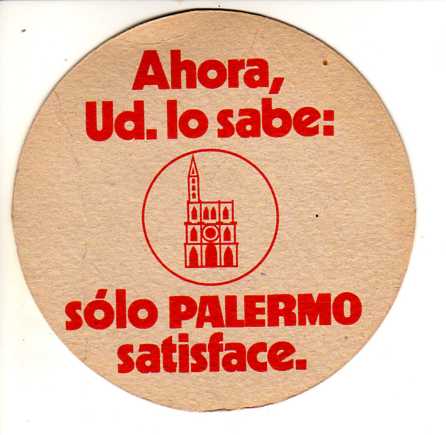 Ahora,
Ud. lo sabe:
sólo PALERMO
satisface.